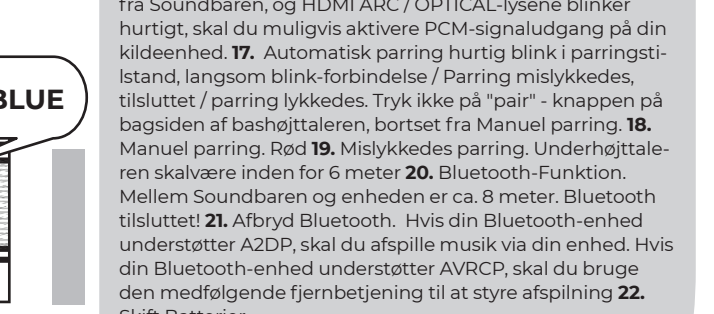 fra Soundbaren, og HDMI ARC / OPTICAL-lysene blinker
hurtigt, skal du muligvis aktivere PCM-signaludgang på din
kildeenhed. 17. Automatisk parring hurtig blink i parringsti-
lstand, langsom blink-forbindelse / Parring mislykkedes,
tilsluttet / parring lykkedes. Tryk ikke på "pair" - knappen på
bagsiden af bashøjttaleren, bortset fra Manuel parring. 18.
Manuel parring. Rød 19. Mislykkedes parring. Underhøjttale-
ren skalvære inden for 6 meter 20. Bluetooth-Funktion.
Mellem Soundbaren og enheden er ca. 8 meter. Bluetooth
tilsluttet! 21. Afbryd Bluetooth. Hvis din Bluetooth-enhed
understøtter A2DP, skal du afspille musik via din enhed. Hvis
din Bluetooth-enhed understøtter AVRCP, skal du bruge
den medfølgende fjernbetjening til at styre afspilning 22.
Skift Batterier
BLUE